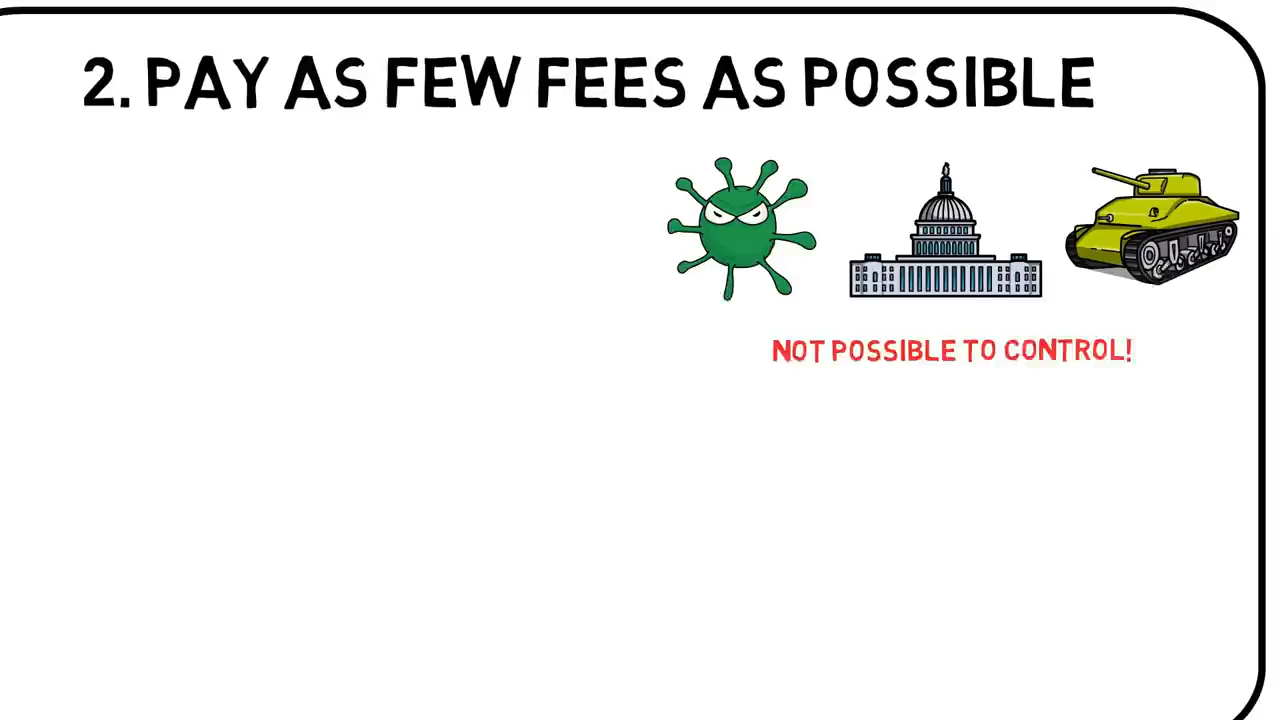 2. PAY AS FEW FEES AS POSSIBLE
NOT POSSIBLE TO CONTROL!